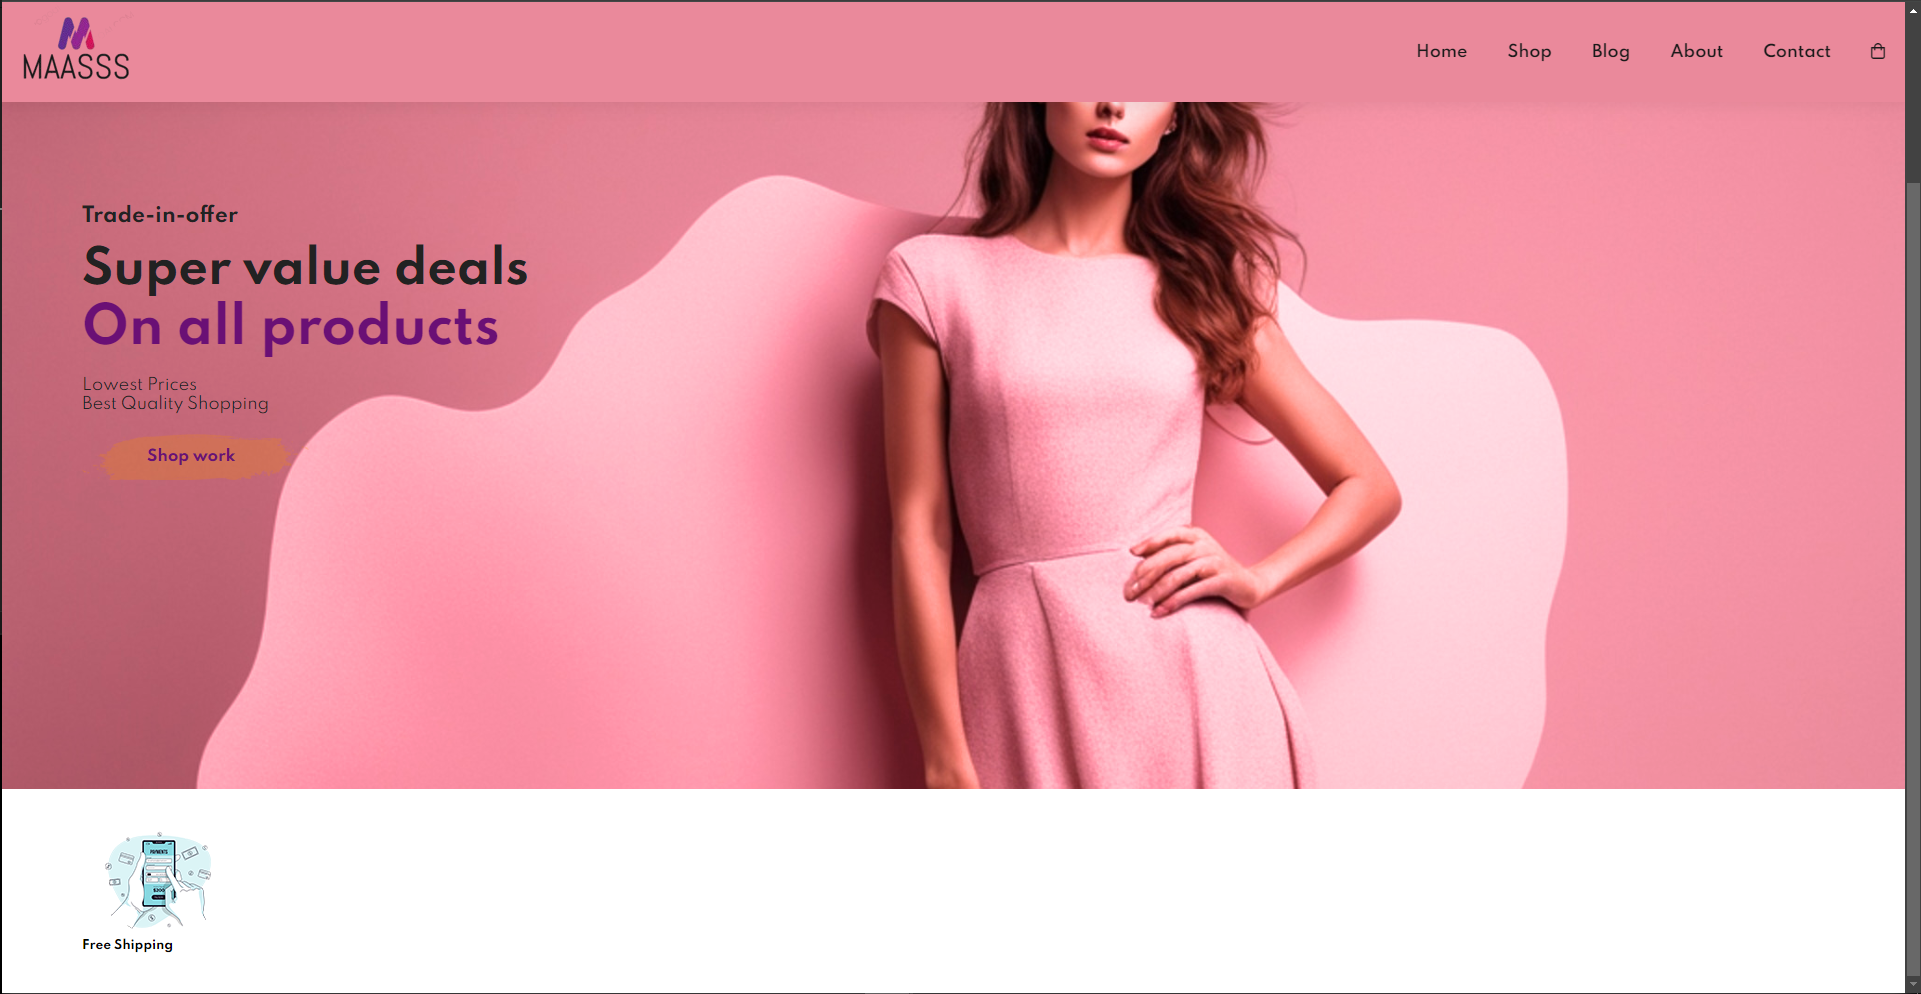 MAASSS
Home Shop Blog About Contact
Trade-in-offer
Super value deals
On all products
Lowest Prices
Best Quality Shopping
Shop work
PAYMENTS
$200
Free Shipping